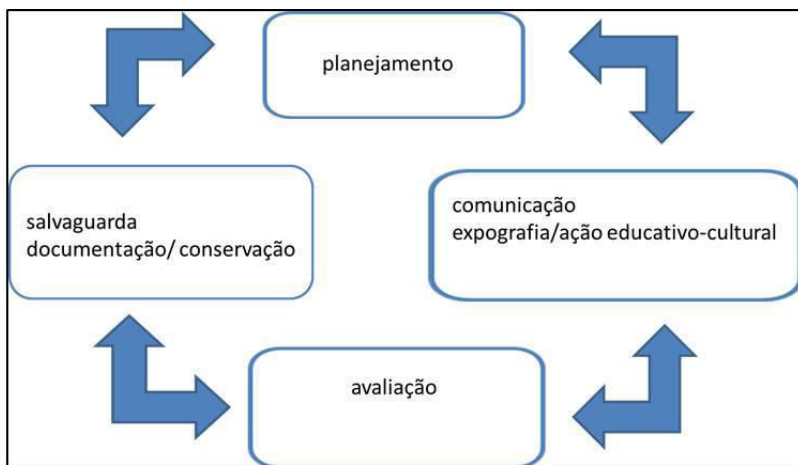 planejamento
salvaguarda
documentação/ conservação
comunicação
expografia/ação educativo-cultural
avaliação